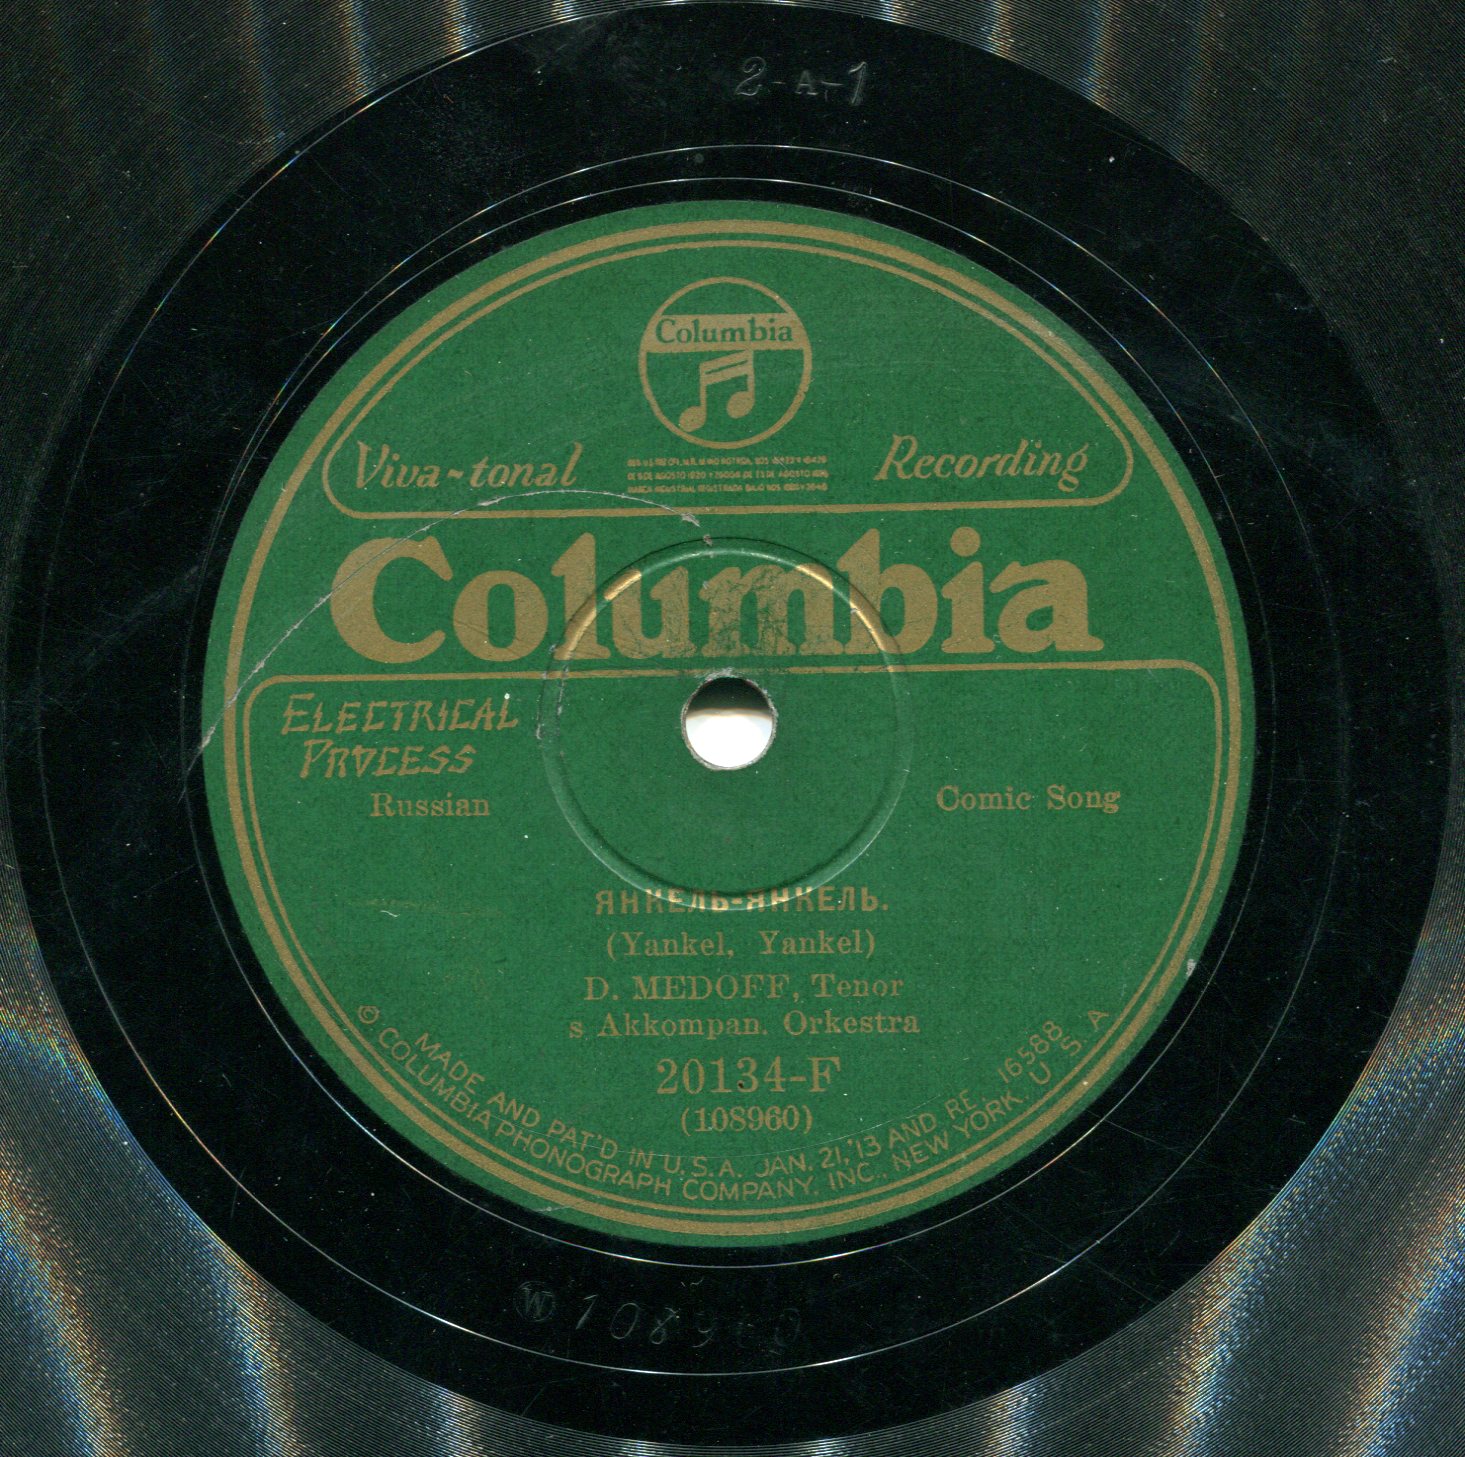 2-A-1
Columbia
Viva-tonal Recording
Columbia
ELECTRICAL
PROCESS
Russian Comic Song
ЯНКЕЛЬ-ЯНКЕЛЬ.
(Yankel, Yankel)
D. MEDOFF, Tenor
s Akkompan. Orkestra
20134-F
(108960)
MADE AND PAT'D IN U.S.A. JAN. 21, '13 AND RE. 16588
© COLUMBIA PHONOGRAPH COMPANY, INC., NEW YORK. U. S. A
W 108960